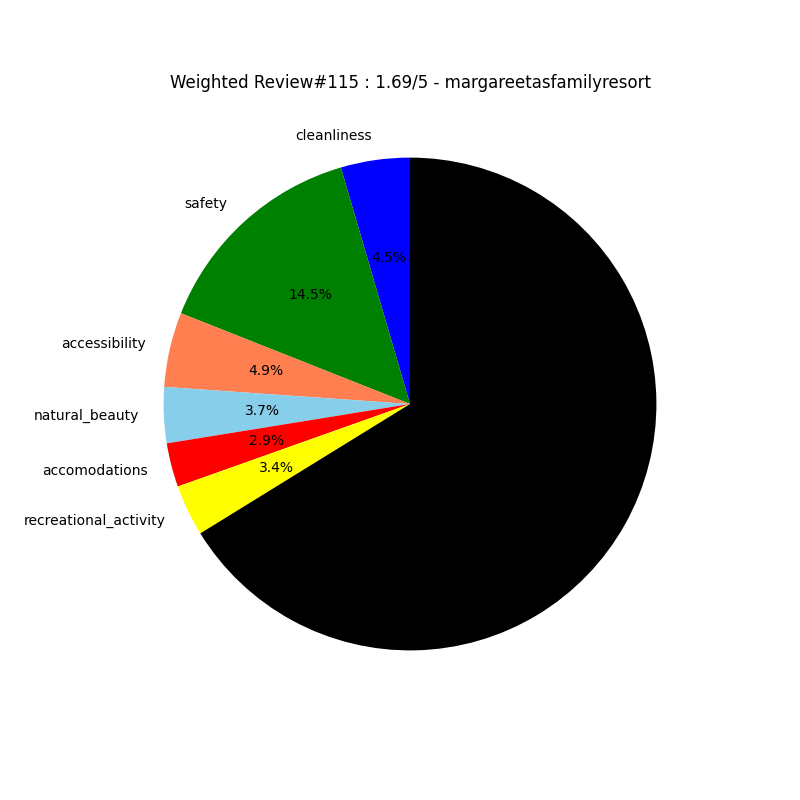 Weighted Review#115 : 1.69/5 - margareetasfamilyresort
cleanliness
safety
4.5%
14.5%
accessibility
4.9%
natural_beauty
3.7%
2.9%
accomodations
3.4%
recreational_activity